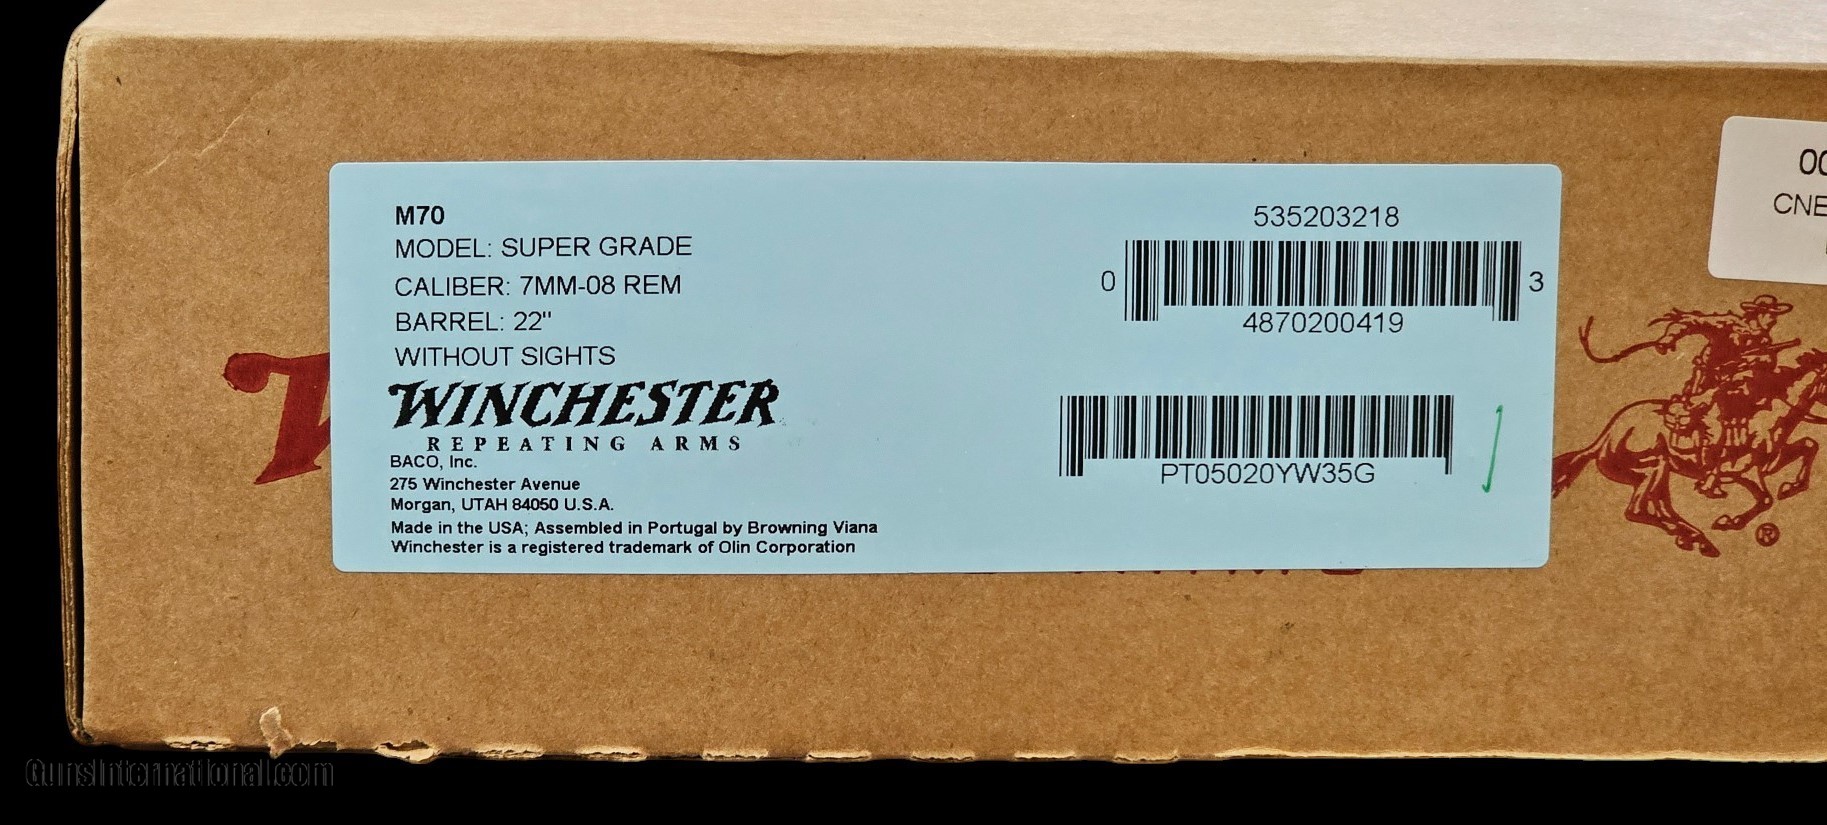 M70
MODEL: SUPER GRADE
CALIBER: 7MM-08 REM
BARREL: 22"
WITHOUT SIGHTS
WINCHESTER
REPEATING ARMS
BACO, Inc.
275 Winchester Avenue
Morgan, UTAH 84050 U.S.A.
Made in the USA; Assembled in Portugal by Browning Viana
Winchester is a registered trademark of Olin Corporation
535203218
0 3
4870200419
PT05020YW35G
00
CNE
®
GunsInternational.com